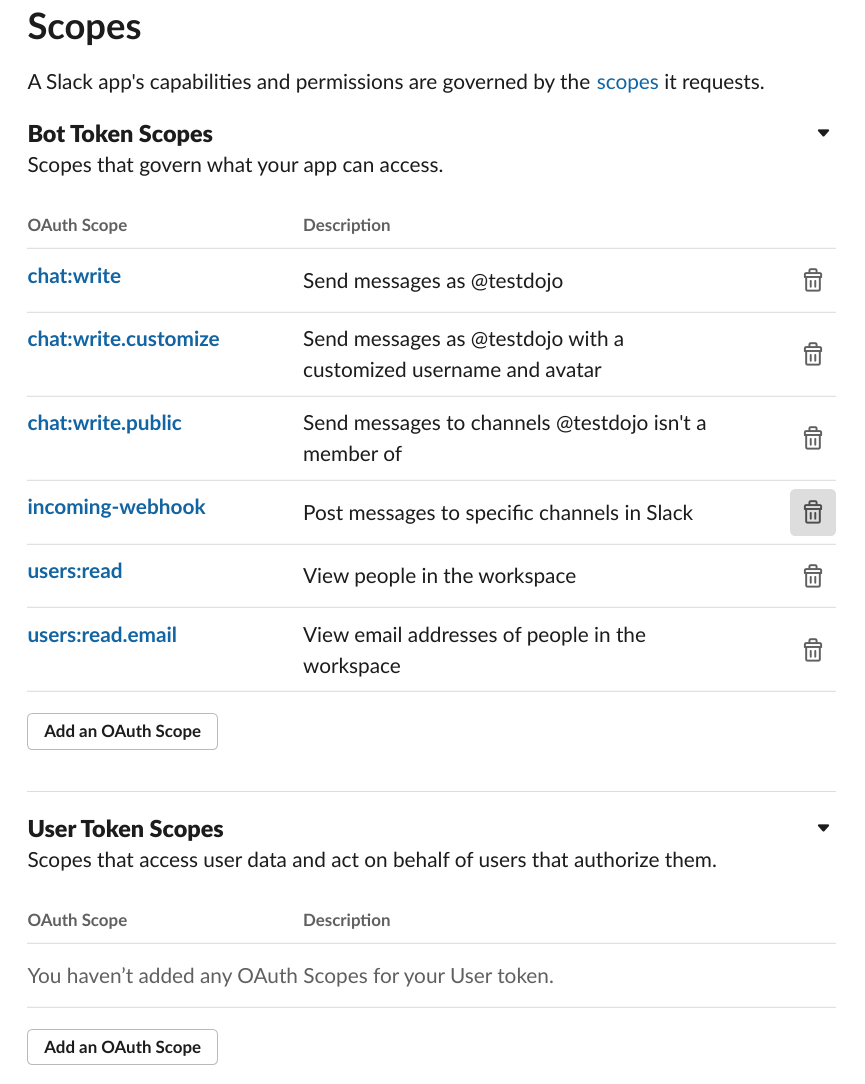 Scopes
A Slack app's capabilities and permissions are governed by the scopes it requests.
Bot Token Scopes
Scopes that govern what your app can access.
OAuth Scope Description
chat:write Send messages as @testdojo
chat:write.customize Send messages as @testdojo with a
customized username and avatar
chat:write.public Send messages to channels @testdojo isn't a
member of
incoming-webhook Post messages to specific channels in Slack
users:read View people in the workspace
users:read.email View email addresses of people in the
workspace
Add an OAuth Scope
User Token Scopes
Scopes that access user data and act on behalf of users that authorize them.
OAuth Scope Description
You haven’t added any OAuth Scopes for your User token.
Add an OAuth Scope